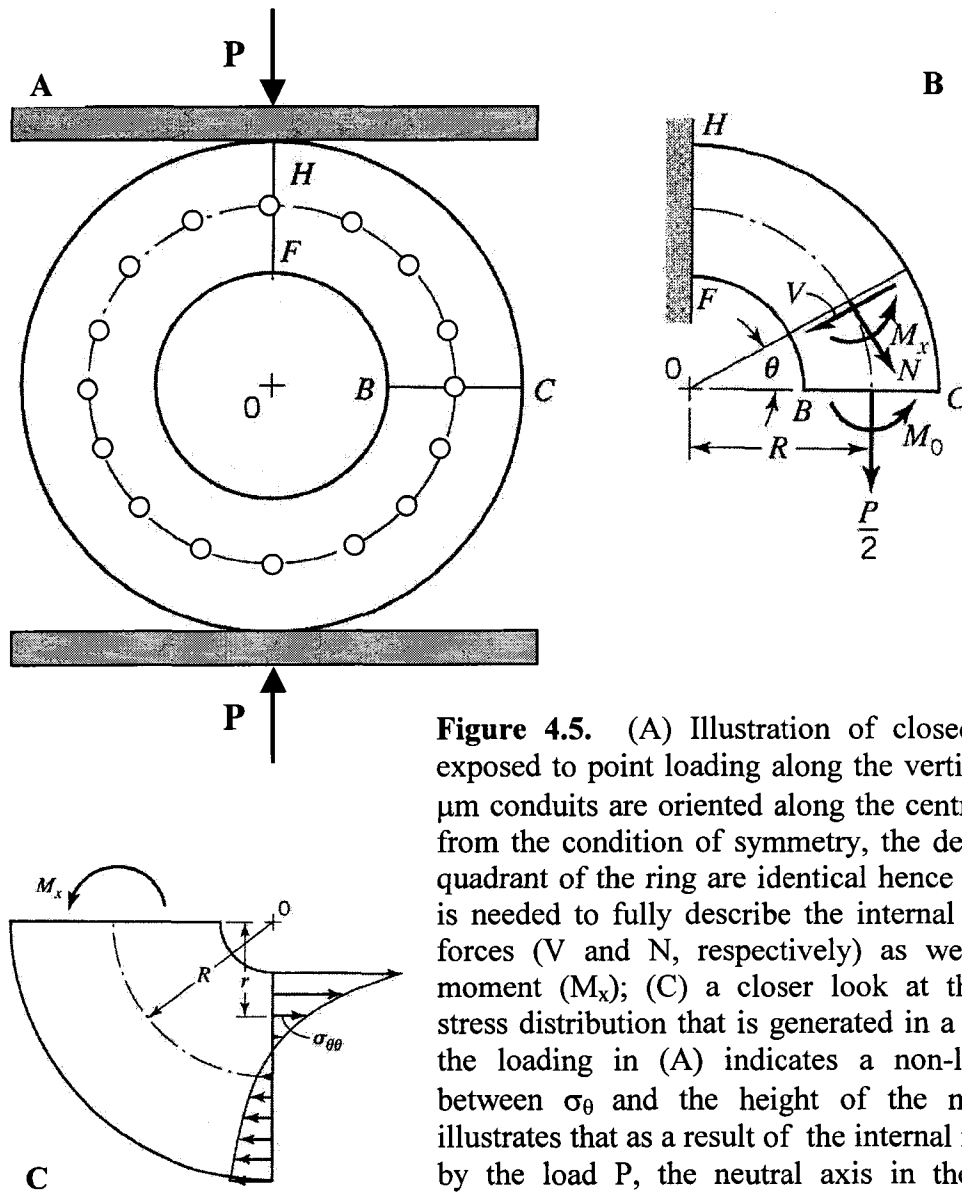 P
A
H
F
B
C
0
P
B
H
V
F
M_x
N
0
θ
B
C
R
M_0
P/2
M_x
0
R
r
σ_θθ
C
Figure 4.5. (A) Illustration of closed
exposed to point loading along the verti
μm conduits are oriented along the centr
from the condition of symmetry, the de
quadrant of the ring are identical hence
is needed to fully describe the internal
forces (V and N, respectively) as we
moment (M_x); (C) a closer look at th
stress distribution that is generated in a
the loading in (A) indicates a non-l
between σ_θ and the height of the n
illustrates that as a result of the internal
by the load P, the neutral axis in the